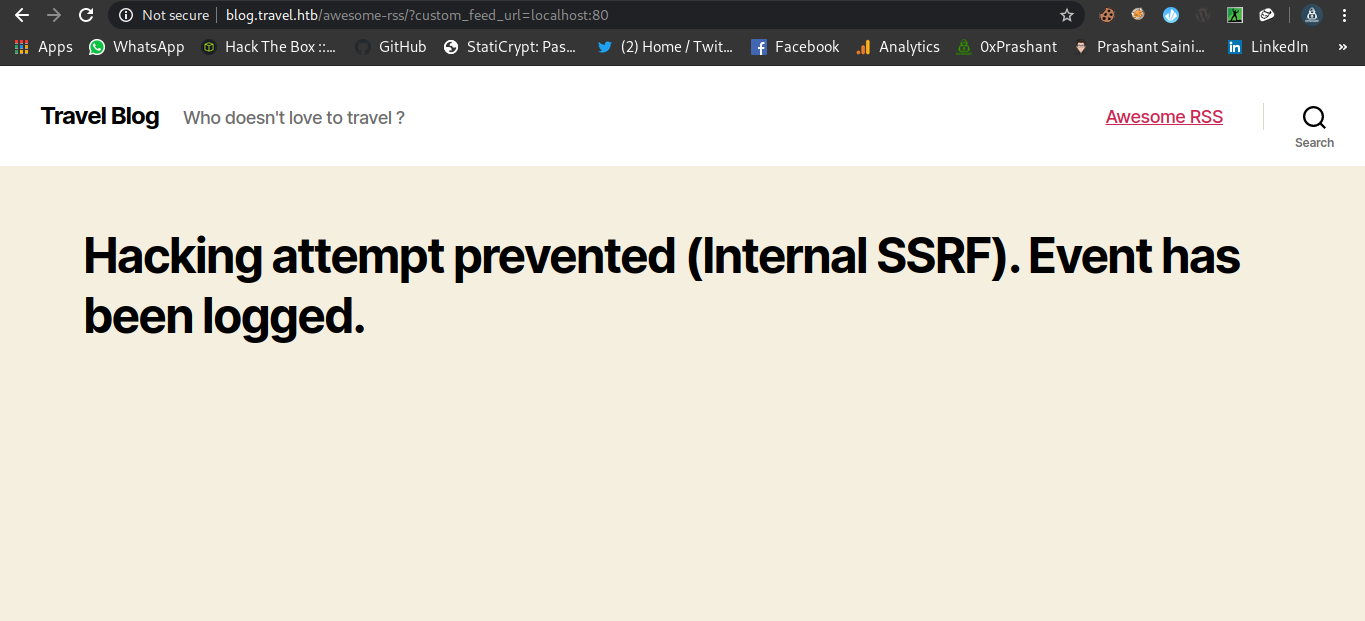 Not secure | blog.travel.htb/awesome-rss/?custom_feed_url=localhost:80
Apps WhatsApp Hack The Box ::... GitHub StatiCrypt: Pas... (2) Home / Twit... Facebook Analytics 0xPrashant Prashant Saini... LinkedIn »
Travel Blog Who doesn't love to travel ? Awesome RSS
Search
Hacking attempt prevented (Internal SSRF). Event has
been logged.